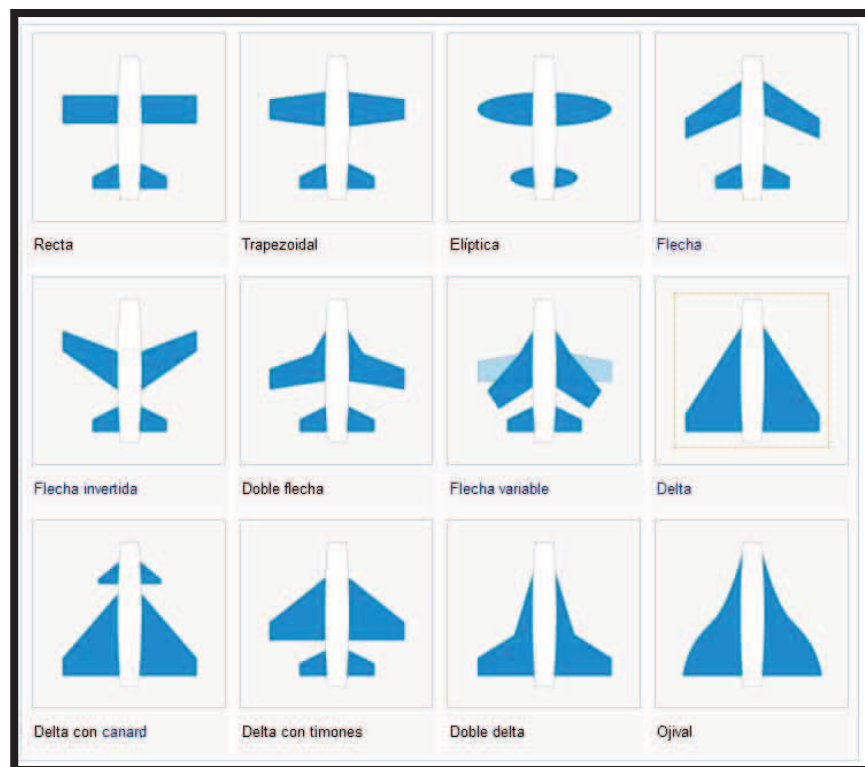 Recta
Trapezoidal
Elíptica
Flecha
Flecha invertida
Doble flecha
Flecha variable
Delta
Delta con canard
Delta con timones
Doble delta
Ojival